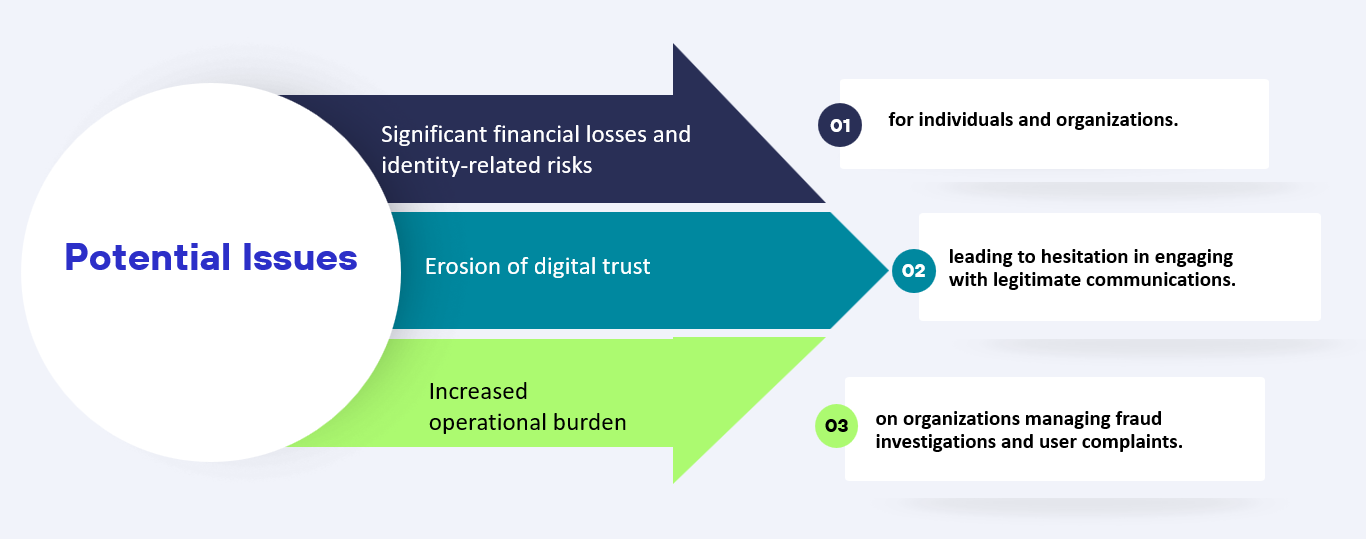 Potential Issues
Significant financial losses and
identity-related risks
01
for individuals and organizations.
Erosion of digital trust
02
leading to hesitation in engaging
with legitimate communications.
Increased
operational burden
03
on organizations managing fraud
investigations and user complaints.